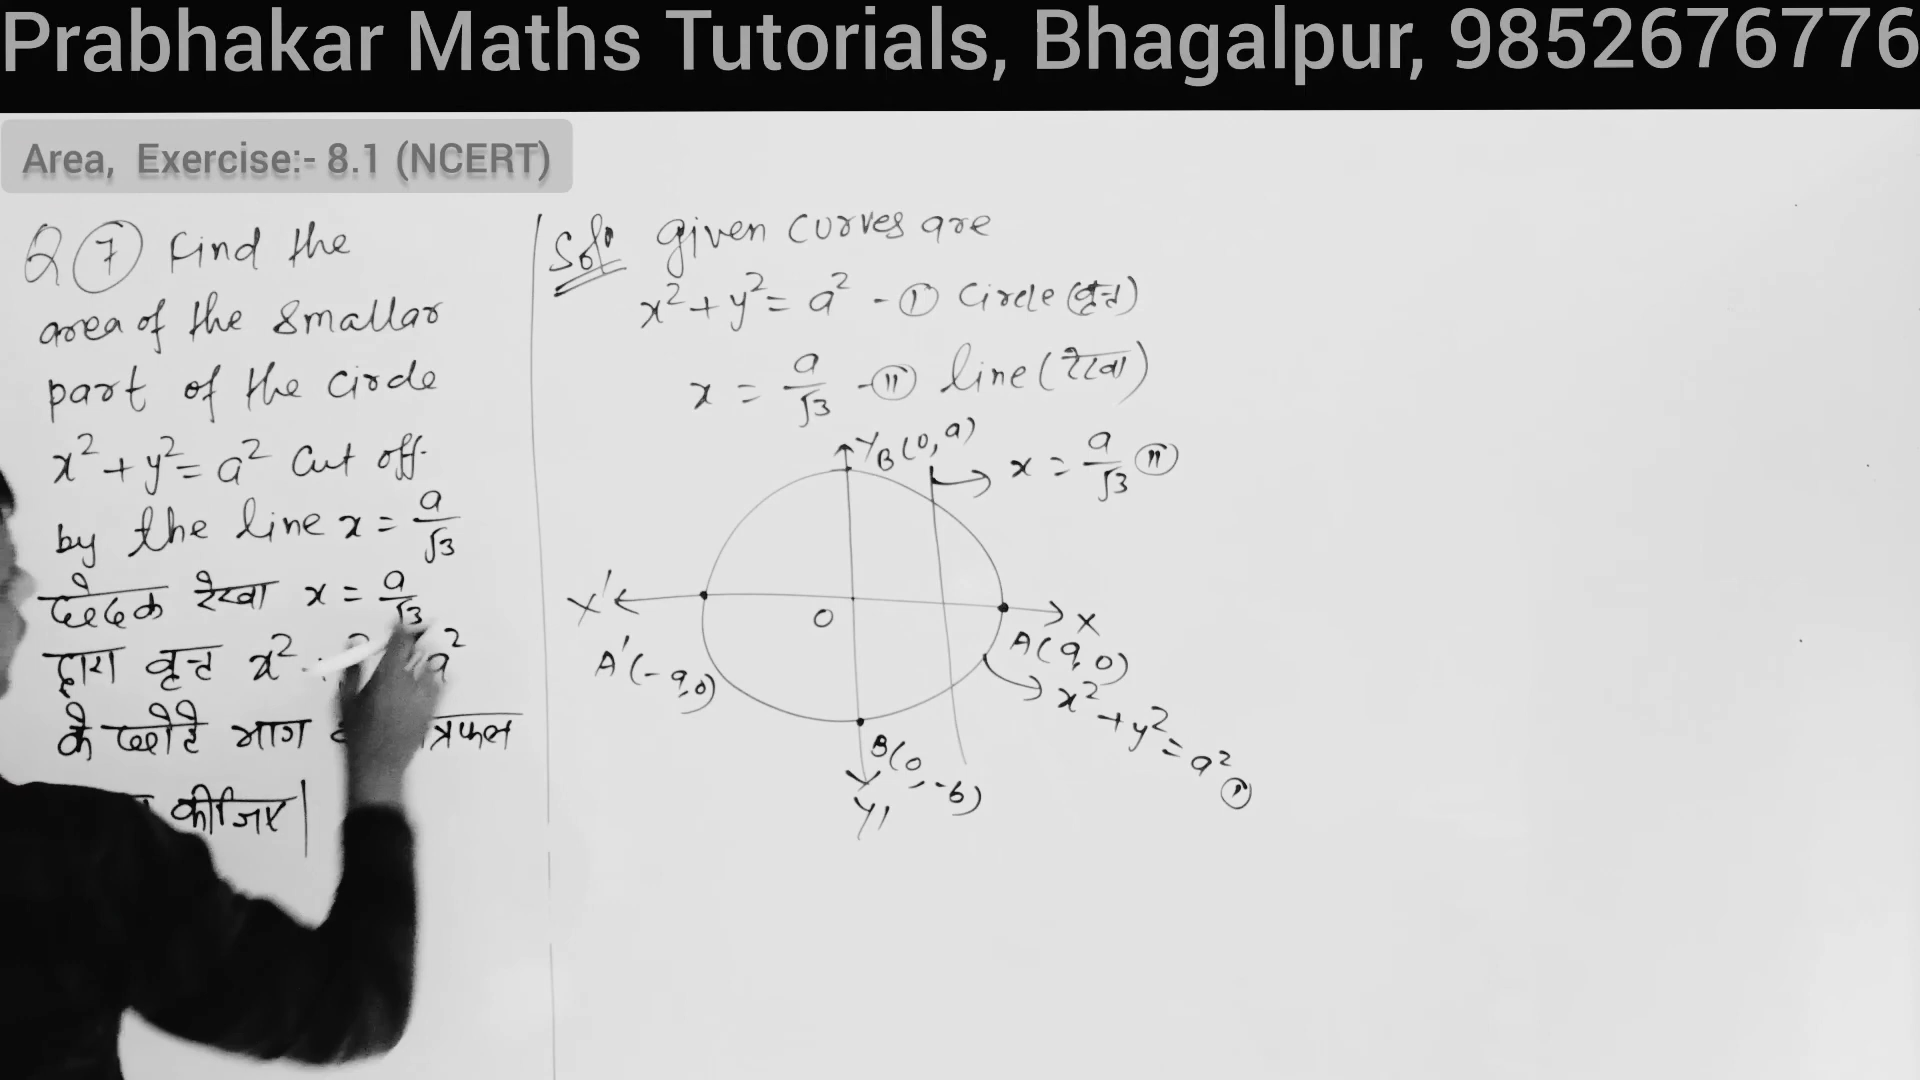 Prabhakar Maths Tutorials, Bhagalpur, 9852676776
Area, Exercise:- 8.1 (NCERT)
Q 7 Find the
area of the smallar
part of the circle
x² + y² = a² cut off
by the line x = a/√3
छेदक रेखा x = a/√3
द्वारा वृत्त x² a²
के छोटे भाग
कीजिए|
Sol? given curves are
x² + y² = a² - ① Circle (वृत्त)
x = a/√3 - ⑪ line (रेखा)
Y B(0, a)
x = a/√3 ⑪
X' O X
A'(-a,0) A(a,0)
x² + y² = a² ①
B(0, -b)
Y'